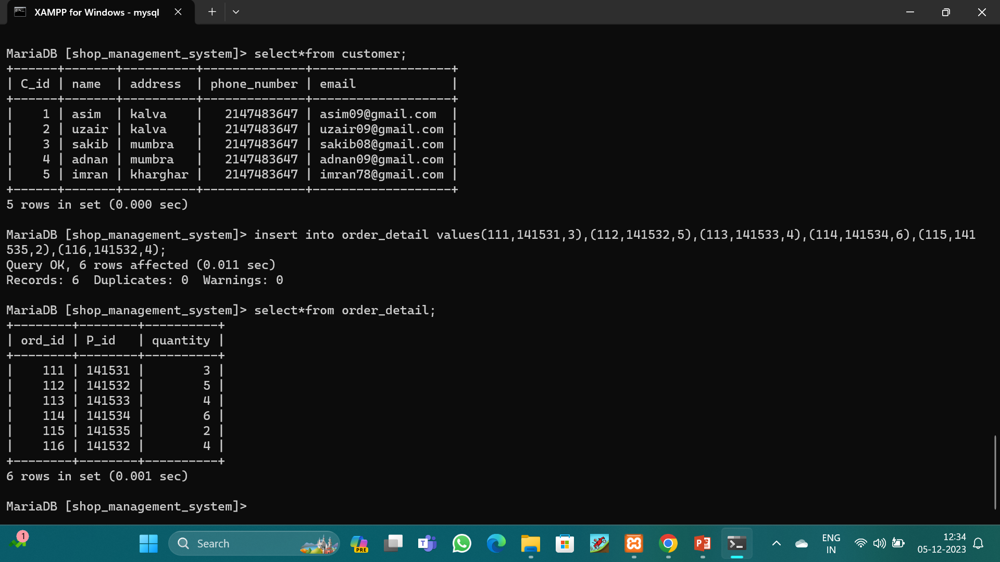 XAMPP for Windows - mysql
MariaDB [shop_management_system]> select*from customer;
+------+-------+----------+--------------+-------------------+
| C_id | name  | address  | phone_number | email             |
+------+-------+----------+--------------+-------------------+
|    1 | asim  | kalva    |   2147483647 | asim09@gmail.com  |
|    2 | uzair | kalva    |   2147483647 | uzair09@gmail.com |
|    3 | sakib | mumbra   |   2147483647 | sakib08@gmail.com |
|    4 | adnan | mumbra   |   2147483647 | adnan09@gmail.com |
|    5 | imran | kharghar |   2147483647 | imran78@gmail.com |
+------+-------+----------+--------------+-------------------+
5 rows in set (0.000 sec)
MariaDB [shop_management_system]> insert into order_detail values(111,141531,3),(112,141532,5),(113,141533,4),(114,141534,6),(115,141
535,2),(116,141532,4);
Query OK, 6 rows affected (0.011 sec)
Records: 6  Duplicates: 0  Warnings: 0
MariaDB [shop_management_system]> select*from order_detail;
+--------+--------+----------+
| ord_id | P_id   | quantity |
+--------+--------+----------+
|    111 | 141531 |        3 |
|    112 | 141532 |        5 |
|    113 | 141533 |        4 |
|    114 | 141534 |        6 |
|    115 | 141535 |        2 |
|    116 | 141532 |        4 |
+--------+--------+----------+
6 rows in set (0.001 sec)
MariaDB [shop_management_system]>
1
Search
PRE
T
P
ENG
IN
12:34
05-12-2023